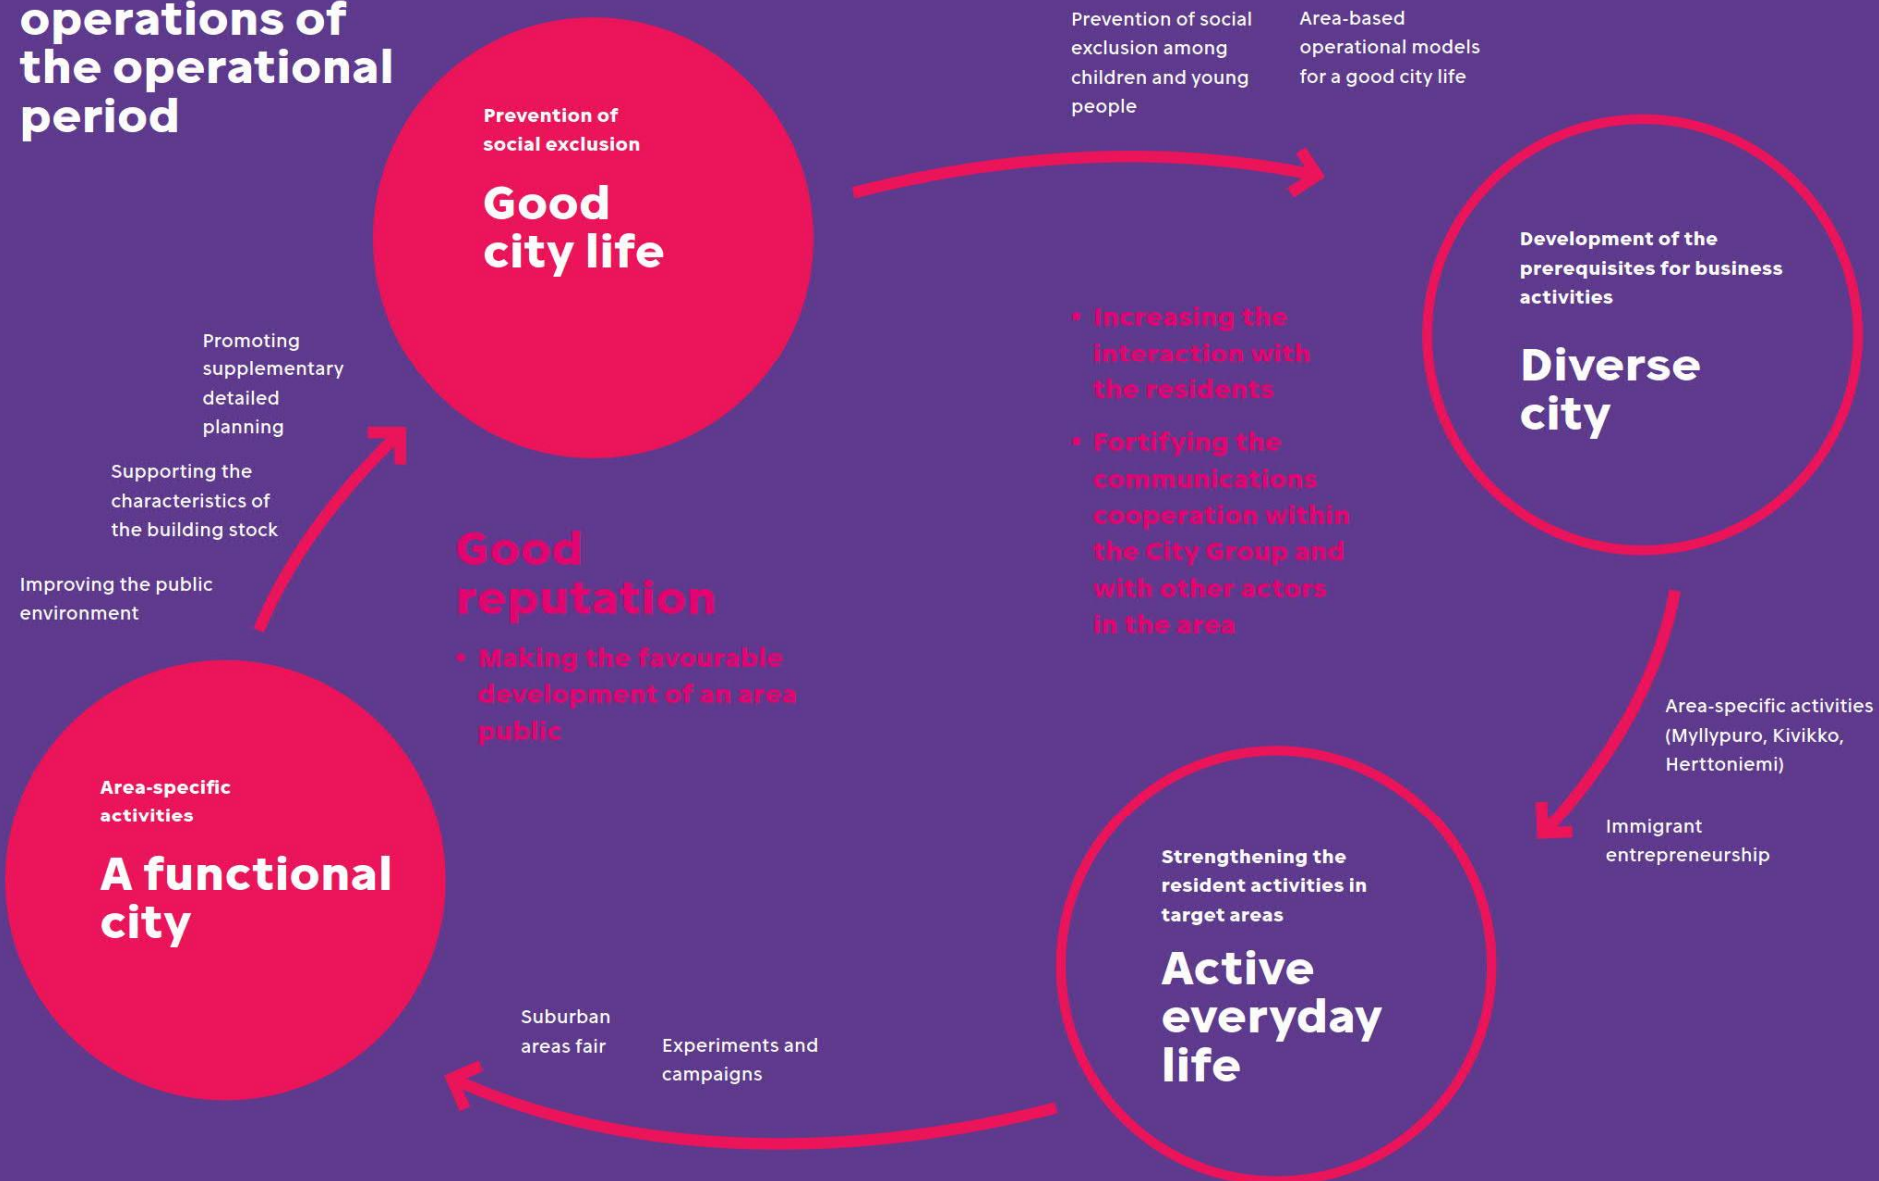 operations of
the operational
period
Prevention of
social exclusion
Good
city life
Prevention of social
exclusion among
children and young
people
Area-based
operational models
for a good city life
Development of the
prerequisites for business
activities
Diverse
city
Promoting
supplementary
detailed
planning
Supporting the
characteristics of
the building stock
Improving the public
environment
Good
reputation
• Making the favourable
development of an area
public
• Increasing the
interaction with
the residents
• Fortifying the
communications
cooperation within
the City Group and
with other actors
in the area
Area-specific activities
(Myllypuro, Kivikko,
Herttoniemi)
Immigrant
entrepreneurship
Area-specific
activities
A functional
city
Strengthening the
resident activities in
target areas
Active
everyday
life
Suburban
areas fair
Experiments and
campaigns